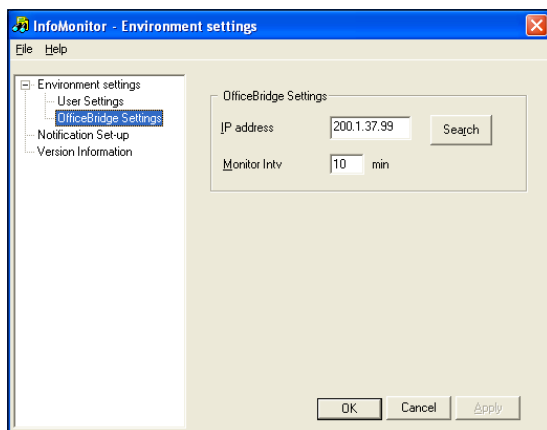 InfoMonitor - Environment settings
File Help
Environment settings
User Settings
OfficeBridge Settings
Notification Set-up
Version Information
OfficeBridge Settings
IP address 200.1.37.99 Search
Monitor Intv 10 min
OK Cancel Apply